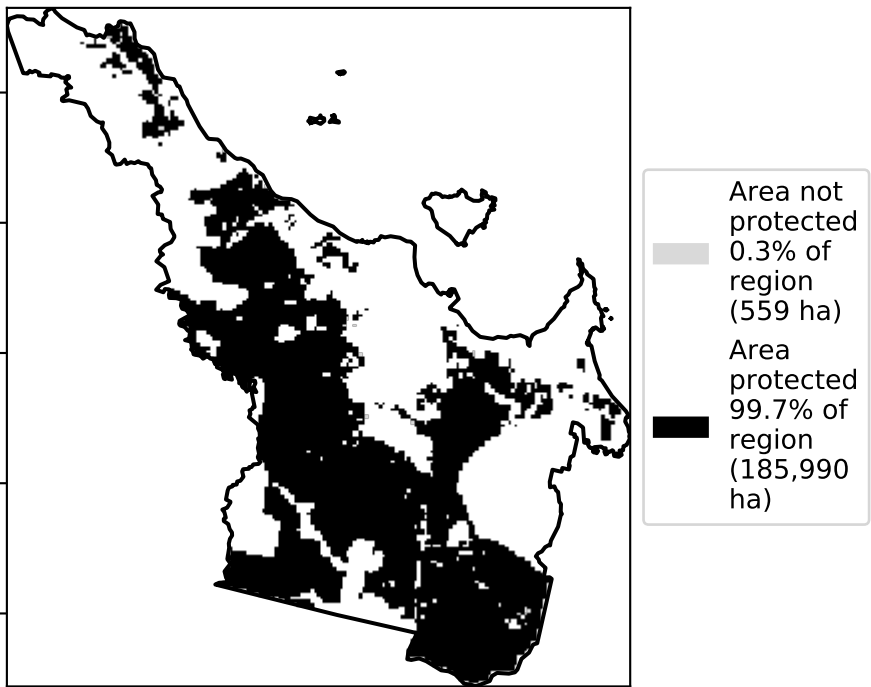 Area not
protected
0.3% of
region
(559 ha)
Area
protected
99.7% of
region
(185,990
ha)